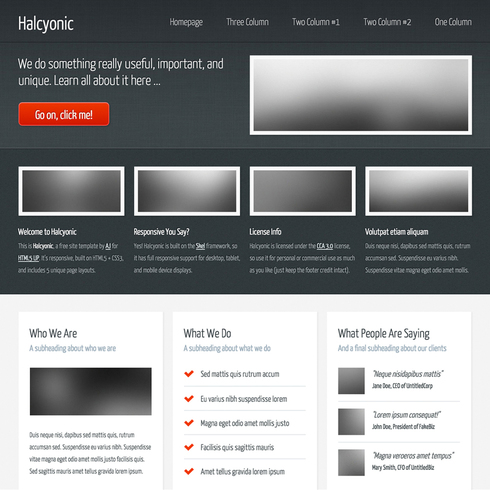 Halcyonic
Homepage Three Column Two Column #1 Two Column #2 One Column
We do something really useful, important, and
unique. Learn all about it here ...
Go on, click me!
Welcome to Halcyonic
This is Halcyonic, a free site template by AJ for
HTML5 UP. It's responsive, built on HTML5 + CSS3,
and includes 5 unique page layouts.
Responsive You Say?
Yes! Halcyonic is built on the Skel framework, so
it has full responsive support for desktop, tablet,
and mobile device displays.
License Info
Halcyonic is licensed under the CCA 3.0 license,
so use it for personal or commercial use as much
as you like (just keep the footer credit intact).
Volutpat etiam aliquam
Duis neque nisi, dapibus sed mattis quis, rutrum
accumsan sed. Suspendisse eu varius nibh.
Suspendisse vitae magna eget odio amet mollis.
Who We Are
A subheading about who we are
Duis neque nisi, dapibus sed mattis quis, rutrum
accumsan sed. Suspendisse eu varius nibh. Suspendisse
vitae magna eget odio amet mollis justo facilisis quis.
Sed sagittis mauris amet tellus gravida lorem ipsum.
What We Do
A subheading about what we do
Sed mattis quis rutrum accum
Eu varius nibh suspendisse lorem
Magna eget odio amet mollis justo
Facilisis quis sagittis mauris
Amet tellus gravida lorem ipsum
What People Are Saying
And a final subheading about our clients
"Neque nisidapibus mattis"
Jane Doe, CEO of UntitledCorp
"Lorem ipsum consequat!"
John Doe, President of FakeBiz
"Magna veroeros amet tempus"
Mary Smith, CFO of UntitledBiz